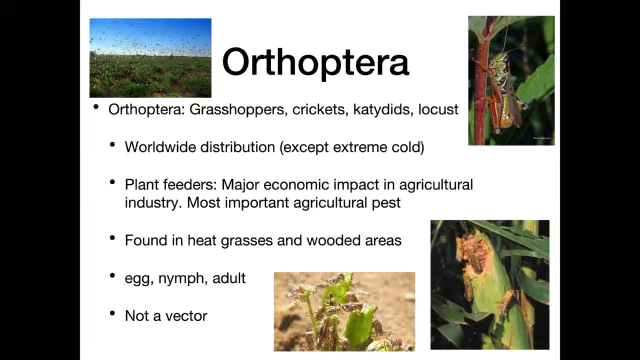 Orthoptera
• Orthoptera: Grasshoppers, crickets, katydids, locust
• Worldwide distribution (except extreme cold)
• Plant feeders: Major economic impact in agricultural
industry. Most important agricultural pest
• Found in heat grasses and wooded areas
• egg, nymph, adult
• Not a vector